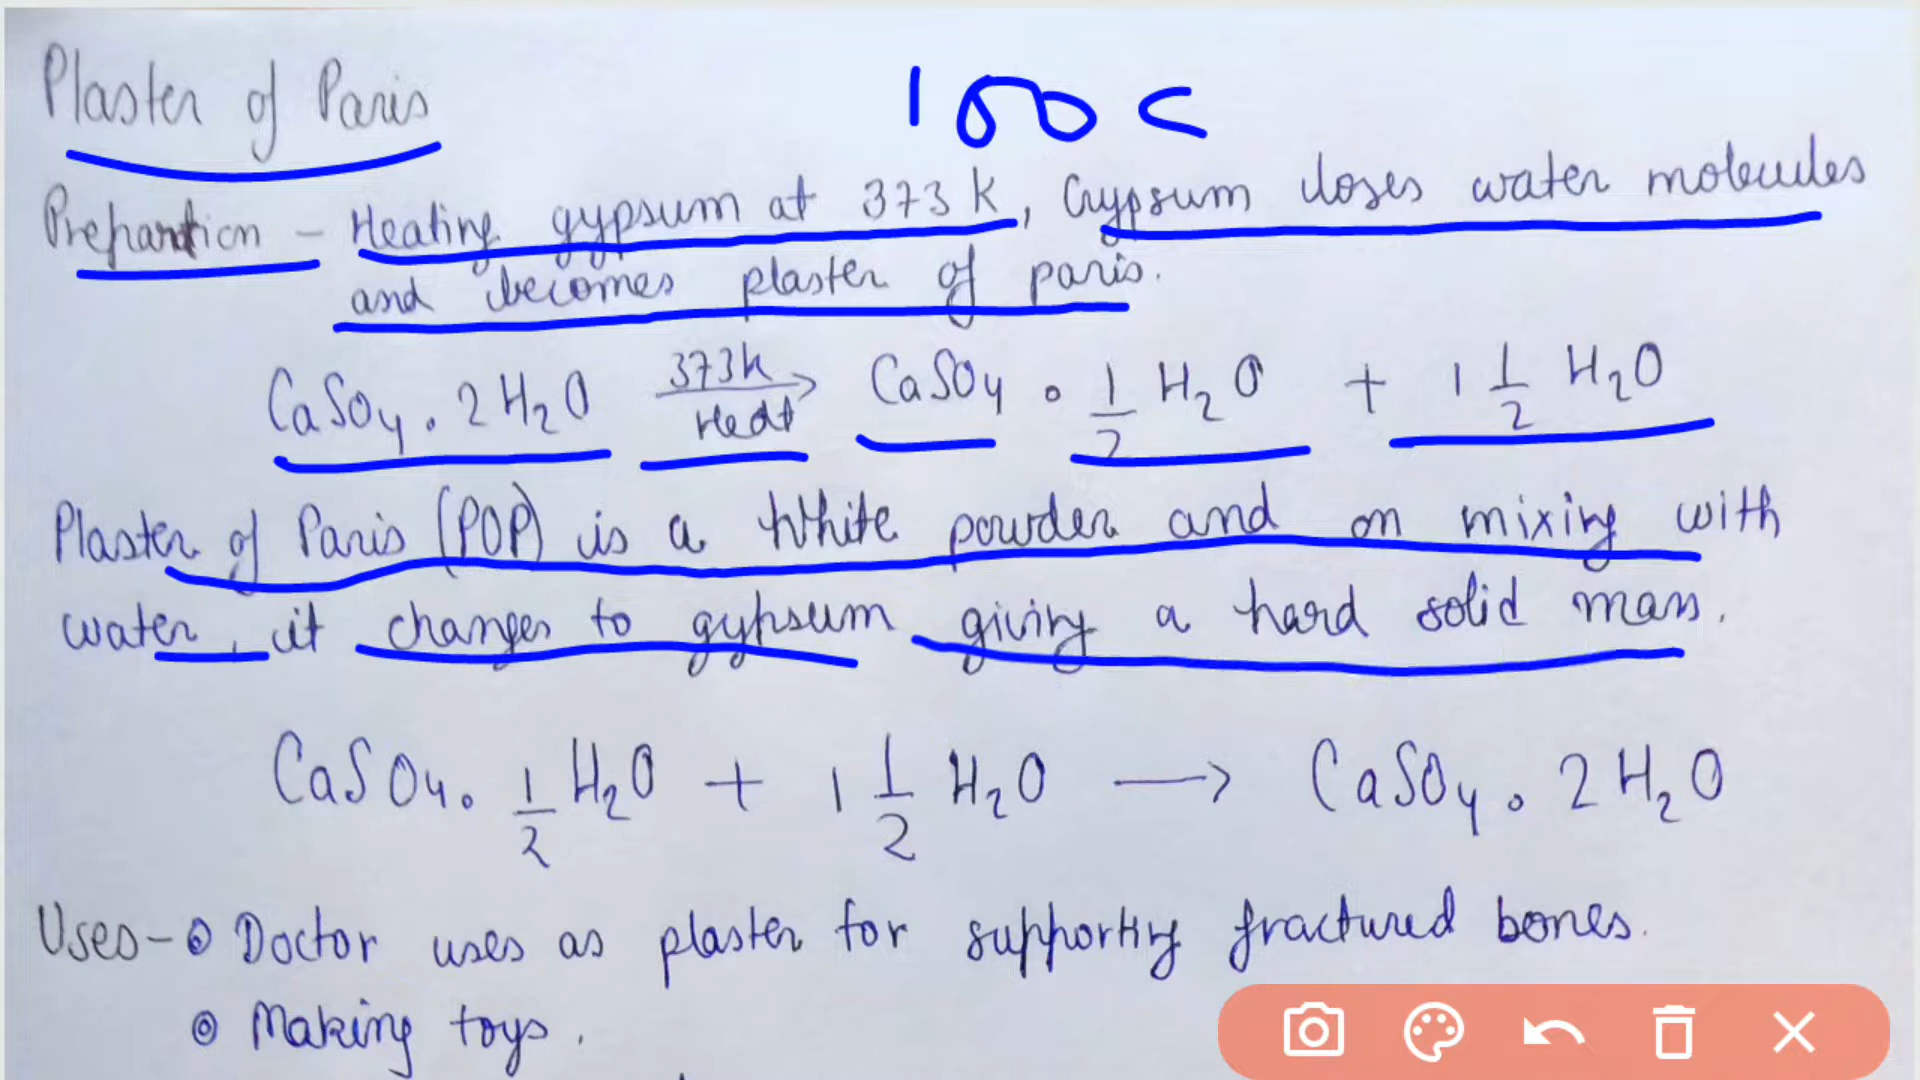 Plaster of Paris
100 C
Preparation - Heating gypsum at 373 K, Gypsum loses water molecules
and becomes plaster of paris.
CaSO4 . 2H2O 373k Heat → CaSO4 . 1/2 H2O + 1 1/2 H2O
Plaster of Paris (POP) is a white powder and on mixing with
water, it changes to gypsum giving a hard solid mass.
CaSO4. 1/2 H2O + 1 1/2 H2O → CaSO4 . 2H2O
Uses- Doctor uses as plaster for supporting fractured bones.
Making toys.